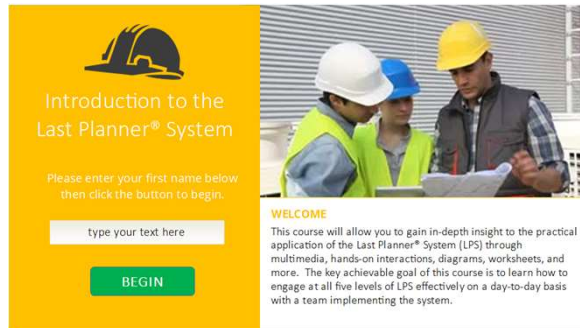 Introduction to the
Last Planner® System
Please enter your first name below
then click the button to begin.
type your text here
BEGIN
WELCOME
This course will allow you to gain in-depth insight to the practical
application of the Last Planner® System (LPS) through
multimedia, hands-on interactions, diagrams, worksheets, and
more. The key achievable goal of this course is to learn how to
engage at all five levels of LPS effectively on a day-to-day basis
with a team implementing the system.